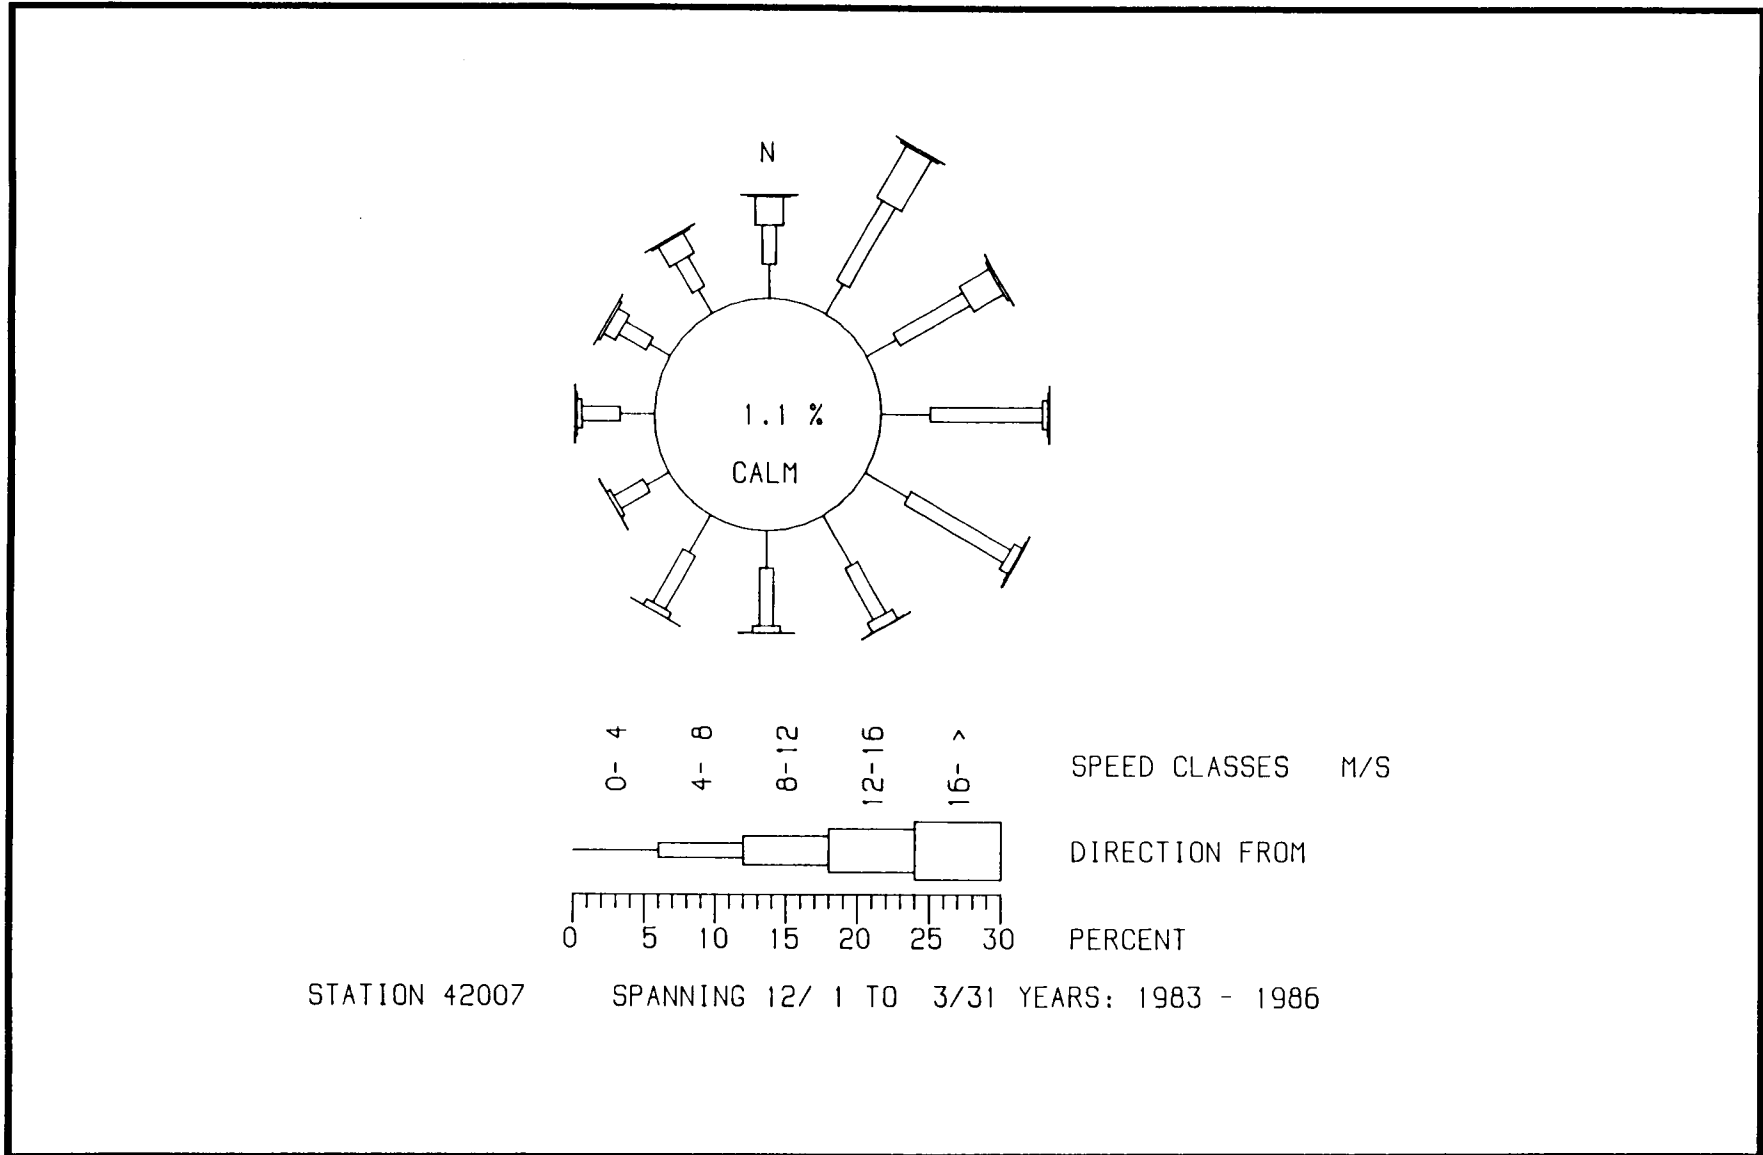 N
1.1 %
CALM
0- 4
4- 8
8-12
12-16
16- >
SPEED CLASSES M/S
DIRECTION FROM
0 5 10 15 20 25 30 PERCENT
STATION 42007 SPANNING 12/ 1 TO 3/31 YEARS: 1983 - 1986